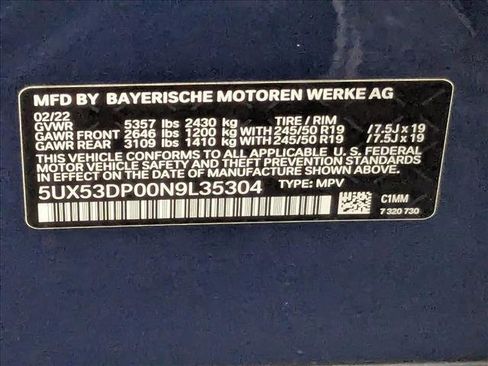 MFD BY BAYERISCHE MOTOREN WERKE AG
02/22
GVWR 5357 lbs 2430 kg TIRE / RIM
GAWR FRONT 2646 lbs 1200 kg WITH 245/50 R19 / 7.5J x 19
GAWR REAR 3109 lbs 1410 kg WITH 245/50 R19 / 7.5J x 19
THIS VEHICLE CONFORMS TO ALL APPLICABLE U.S. FEDERAL
MOTOR VEHICLE SAFETY STANDARDS IN EFFECT ON THE DATE
OF MANUFACTURE SHOWN ABOVE.
5UX53DP00N9L35304 TYPE: MPV
C1MM
7 320 730